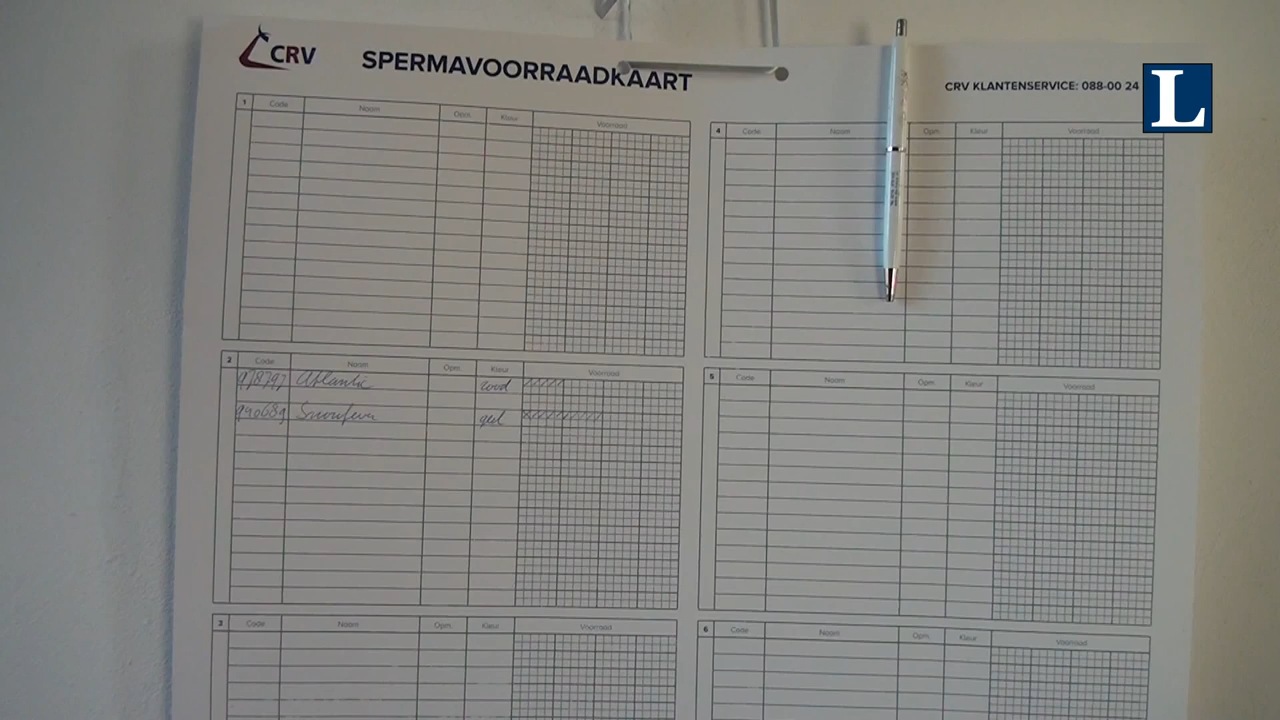 CRV
SPERMAVOORRAADKAART
CRV KLANTENSERVICE: 088-00 24
L
1 Code Naam Opm. Kleur Voorraad
4 Code Naam Opm. Kleur Voorraad
2 Code Naam Opm. Kleur Voorraad
978797 Atlantic rood
940689 geel
5 Code Naam Opm. Kleur Voorraad
3 Code Naam Opm. Kleur Voorraad
6 Code Naam Opm. Kleur Voorraad